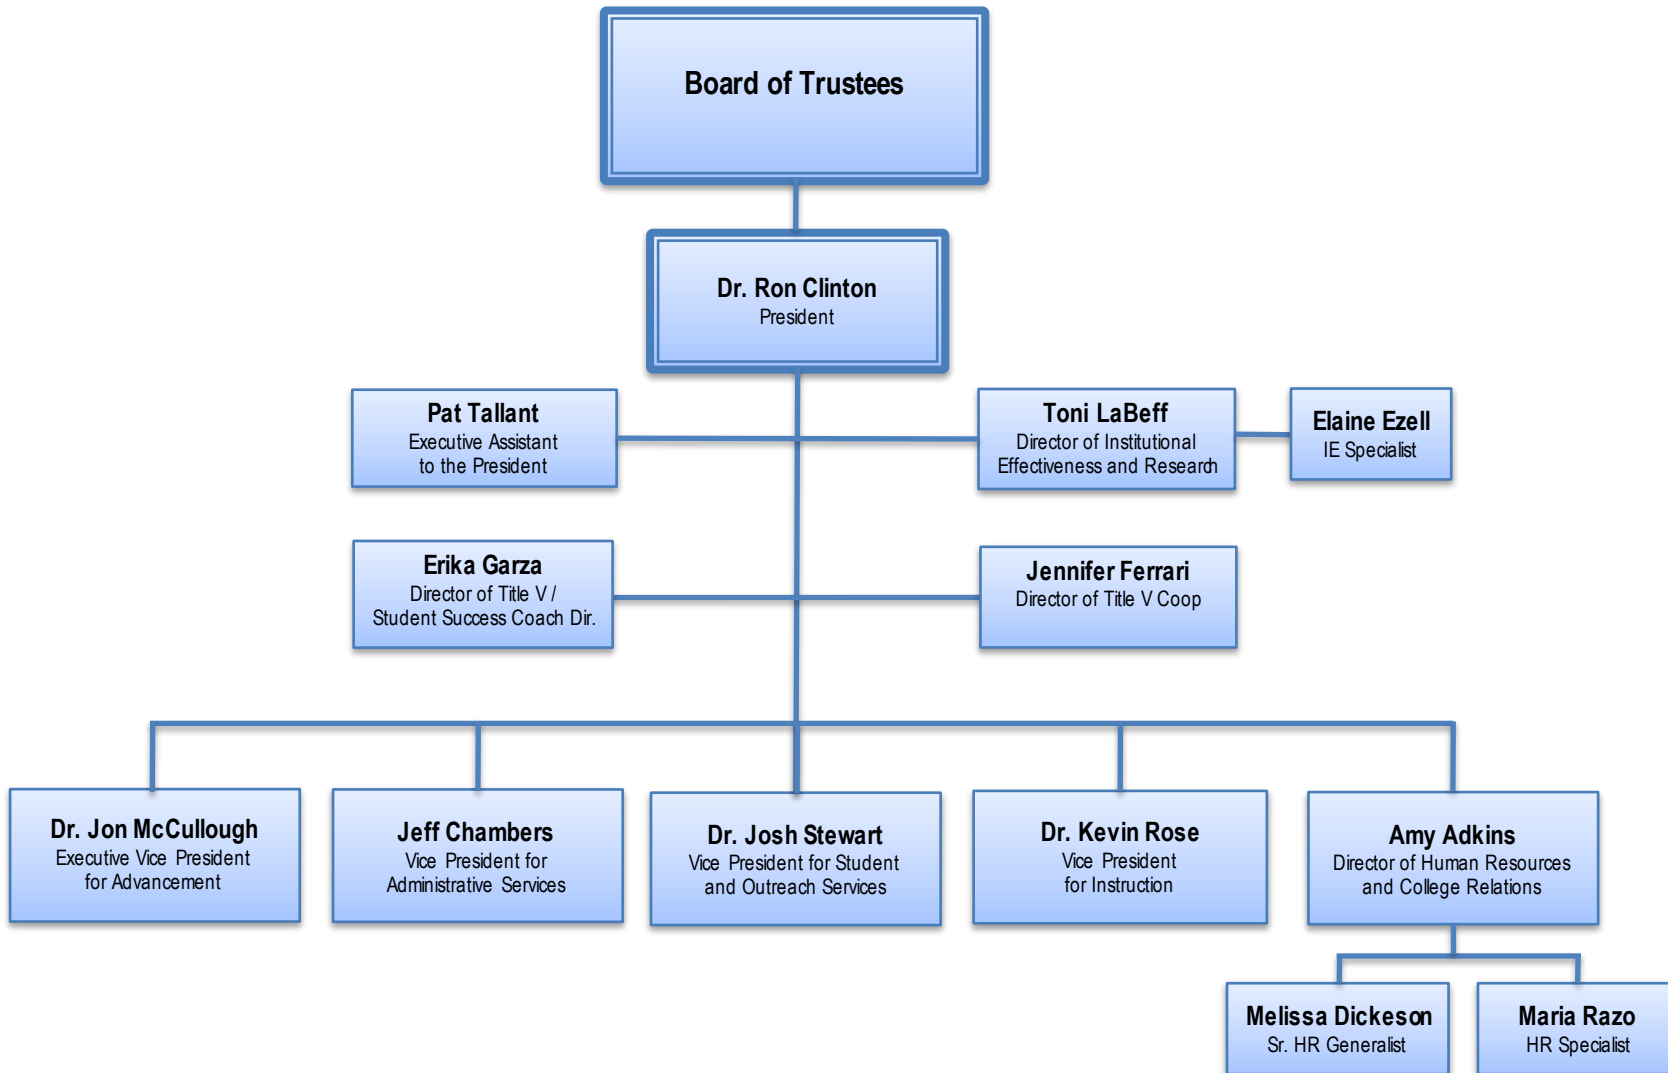 Board of Trustees
Dr. Ron Clinton
President
Pat Tallant
Executive Assistant
to the President
Toni LaBeff
Director of Institutional
Effectiveness and Research
Elaine Ezell
IE Specialist
Erika Garza
Director of Title V /
Student Success Coach Dir.
Jennifer Ferrari
Director of Title V Coop
Dr. Jon McCullough
Executive Vice President
for Advancement
Jeff Chambers
Vice President for
Administrative Services
Dr. Josh Stewart
Vice President for Student
and Outreach Services
Dr. Kevin Rose
Vice President
for Instruction
Amy Adkins
Director of Human Resources
and College Relations
Melissa Dickeson
Sr. HR Generalist
Maria Razo
HR Specialist